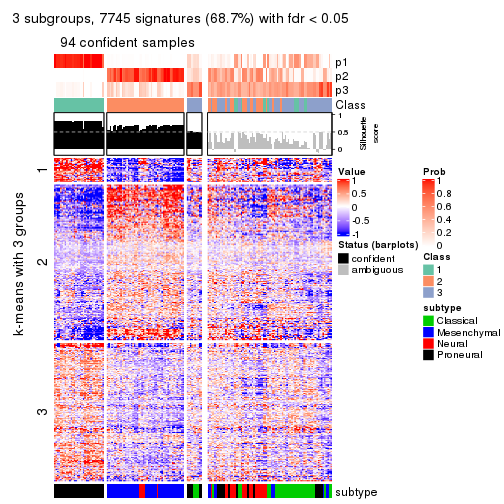 3 subgroups, 7745 signatures (68.7%) with fdr < 0.05
94 confident samples
p1
p2
p3
Class
1
0.5
0
Silhouette
score
k-means with 3 groups
1
2
3
Value
1
0.5
0
-0.5
-1
Status (barplots)
confident
ambiguous
Prob
1
0.8
0.6
0.4
0.2
0
Class
1
2
3
subtype
Classical
Mesenchymal
Neural
Proneural
subtype